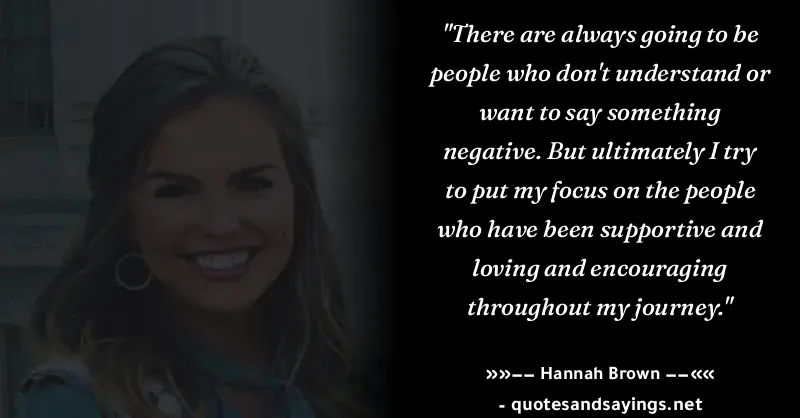 "There are always going to be
people who don't understand or
want to say something
negative. But ultimately I try
to put my focus on the people
who have been supportive and
loving and encouraging
throughout my journey."
»»−− Hannah Brown −−««
- quotesandsayings.net